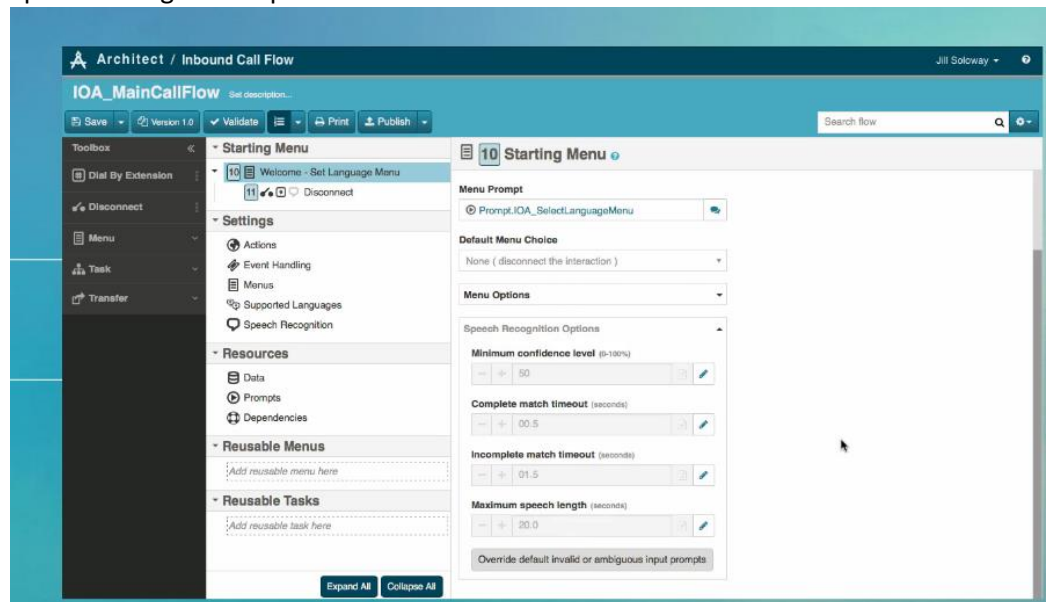 Architect / Inbound Call Flow
Jill Soloway
IOA_MainCallFlow Set description...
Save
Version 1.0
Validate
Print
Publish
Search flow
Toolbox
Dial By Extension
Disconnect
Menu
Task
Transfer
Starting Menu
10 Welcome - Set Language Menu
11 Disconnect
Settings
Actions
Event Handling
Menus
Supported Languages
Speech Recognition
Resources
Data
Prompts
Dependencies
Reusable Menus
Add reusable menu here
Reusable Tasks
Add reusable task here
Expand All
Collapse All
10 Starting Menu
Menu Prompt
Prompt.IOA_SelectLanguageMenu
Default Menu Choice
None ( disconnect the interaction )
Menu Options
Speech Recognition Options
Minimum confidence level (0-100%)
50
Complete match timeout (seconds)
00.5
Incomplete match timeout (seconds)
01.5
Maximum speech length (seconds)
20.0
Override default invalid or ambiguous input prompts